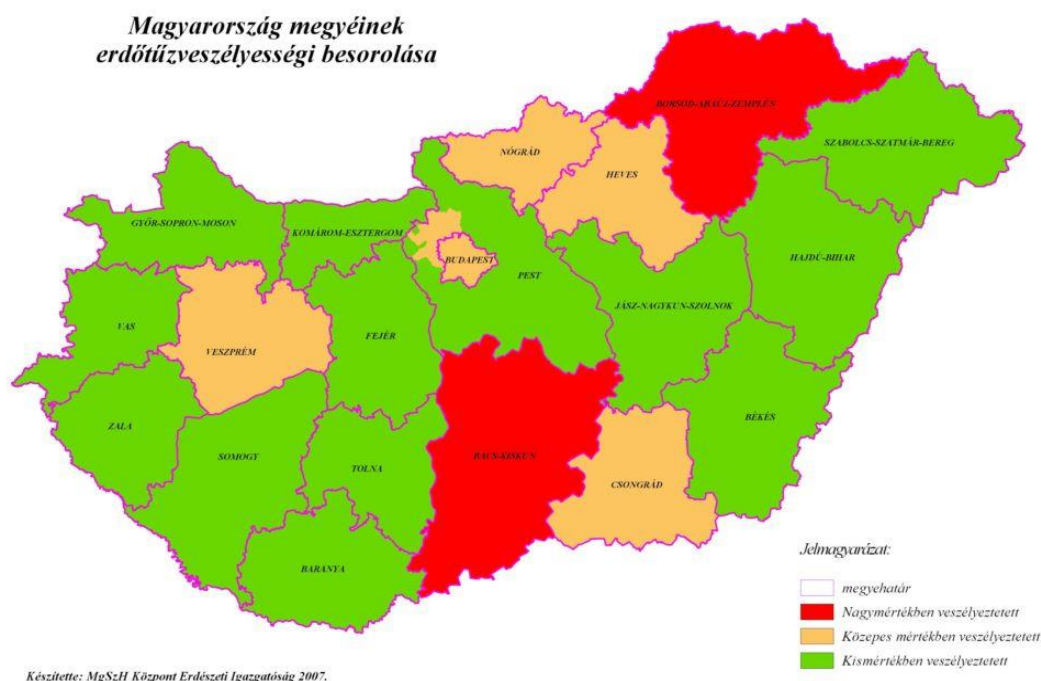 Magyarország megyéinek
erdőtűzveszélyességi besorolása
BORSOD-ABAÚJ-ZEMPLÉN
SZABOLCS-SZATMÁR-BEREG
NÓGRÁD
HEVES
GYŐR-SOPRON-MOSON
KOMÁROM-ESZTERGOM
BUDAPEST
PEST
HAJDÚ-BIHAR
JÁSZ-NAGYKUN-SZOLNOK
VAS
VESZPRÉM
FEJÉR
ZALA
SOMOGY
TOLNA
BÁCS-KISKUN
BÉKÉS
CSONGRÁD
BARANYA
Jelmagyarázat:
megyehatár
Nagymértékben veszélyeztetett
Közepes mértékben veszélyeztetett
Kismértékben veszélyeztetett
Készítette: MgSzH Központ Erdészeti Igazgatóság 2007.